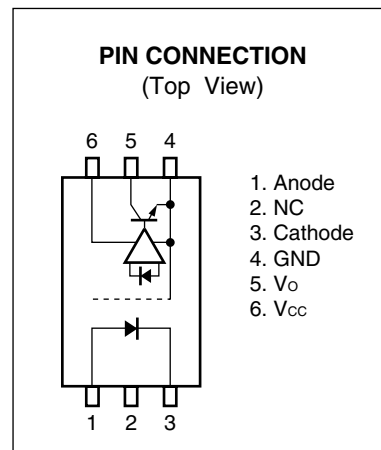 PIN CONNECTION
(Top View)
6 5 4
1. Anode
2. NC
3. Cathode
4. GND
5. VO
6. VCC
1 2 3